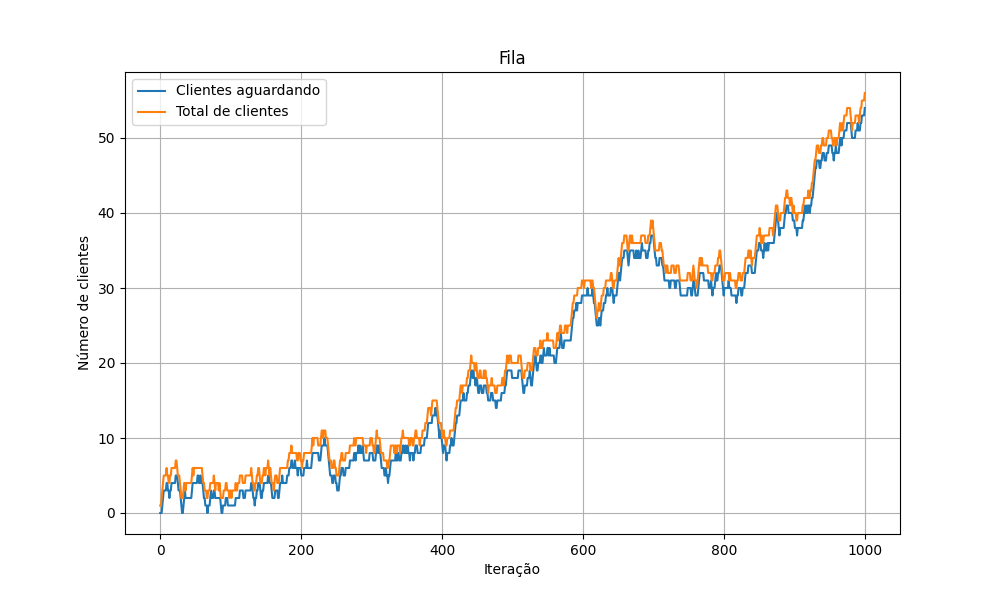 Fila
Clientes aguardando
Total de clientes
Número de clientes
50
40
30
20
10
0
0
200
400
600
800
1000
Iteração